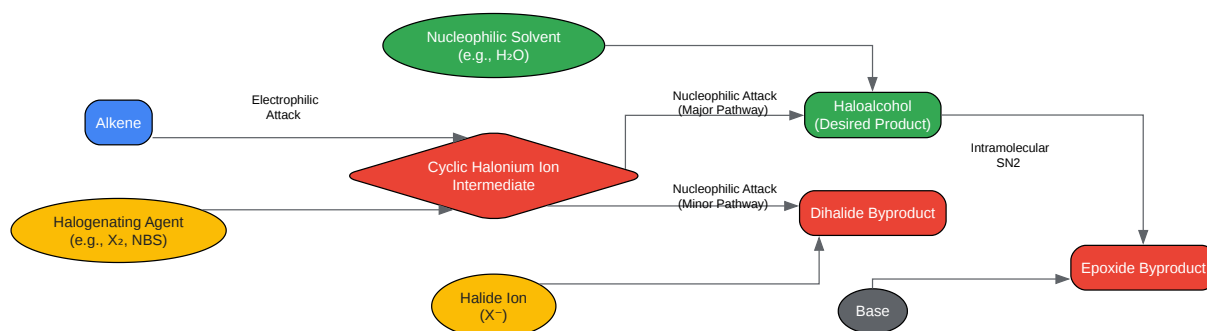 Nucleophilic Solvent
(e.g., H₂O)
Electrophilic
Attack
Alkene
Nucleophilic Attack
(Major Pathway)
Haloalcohol
(Desired Product)
Intramolecular
SN2
Cyclic Halonium Ion
Intermediate
Nucleophilic Attack
(Minor Pathway)
Dihalide Byproduct
Halogenating Agent
(e.g., X₂, NBS)
Epoxide Byproduct
Halide Ion
(X⁻)
Base